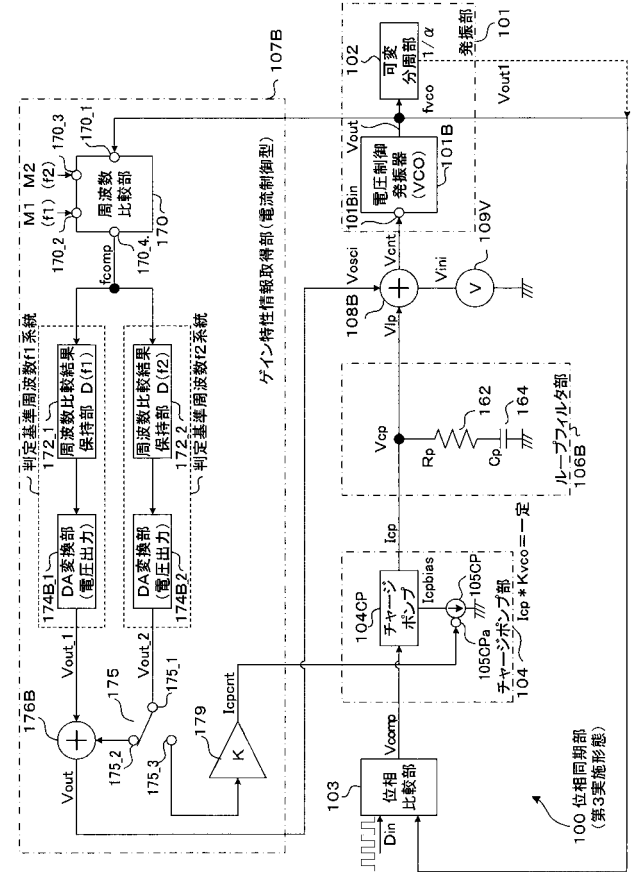 107B
ゲイン特性情報取得部(電流制御型)
判定基準周波数f1系統
判定基準周波数f2系統
176B
Vout
Vout_1
Vout_2
174B_1
DA変換部
(電圧出力)
174B_2
DA変換部
(電圧出力)
172_1
周波数比較結果
保持部 D(f1)
172_2
周波数比較結果
保持部 D(f2)
fcomp
M1
(f1)
M2
(f2)
170_1
170_2
170_3
170_4
周波数
比較部
170
175
175_1
175_2
175_3
179
K
Icpcnt
103
位相
比較部
Din
Vcomp
104CP
チャージ
ポンプ
Icpbias
105CP
105CPa
チャージポンプ部
104
Icp*Kvco=一定
Icp
Vcp
Rp
162
Cp
164
ループフィルタ部
106B
Vlp
108B
Vosci
Vcnt
Vini
V
109V
101Bin
電圧制御
発振器
(VCO)
101B
Vout
fvco
102
可変
分周部
1/α
発振部
101
Vout1
100 位相同期部
(第3実施形態)